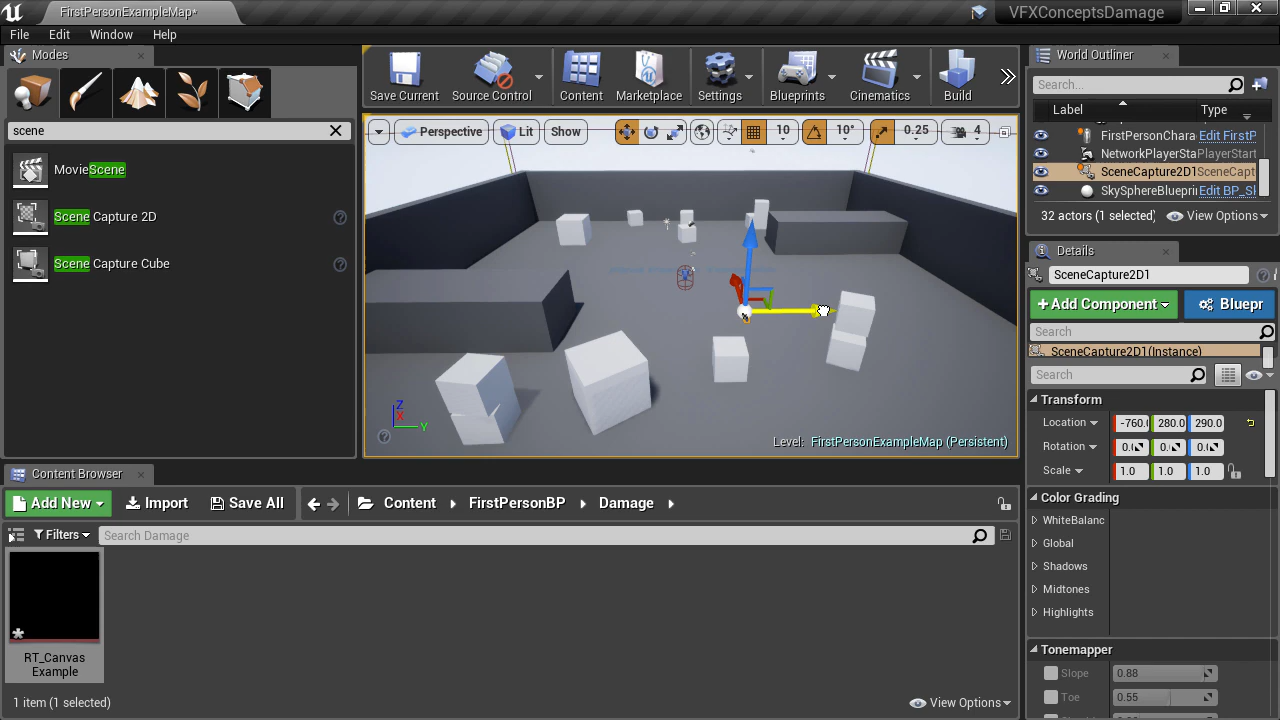 FirstPersonExampleMap*
VFXConceptsDamage
File Edit Window Help
Modes
scene
MovieScene
Scene Capture 2D
Scene Capture Cube
Save Current Source Control Content Marketplace Settings Blueprints Cinematics Build
Perspective Lit Show 10 10° 0.25 4
Z
X
Y
Level: FirstPersonExampleMap (Persistent)
World Outliner
Search...
Label Type
FirstPersonChara Edit FirstP
NetworkPlayerSta PlayerStart
SceneCapture2D1 SceneCapt
SkySphereBlueprin Edit BP_Sk
32 actors (1 selected) View Options
Details
SceneCapture2D1
+Add Component Bluepr
Search
SceneCapture2D1(Instance)
Search
Transform
Location -760.0 280.0 290.0
Rotation 0.0 0.0 0.0
Scale 1.0 1.0 1.0
Color Grading
WhiteBalanc
Global
Shadows
Midtones
Highlights
Tonemapper
Slope 0.88
Toe 0.55
Content Browser
Add New Import Save All Content FirstPersonBP Damage
Filters Search Damage
RT_Canvas
Example
1 item (1 selected) View Options